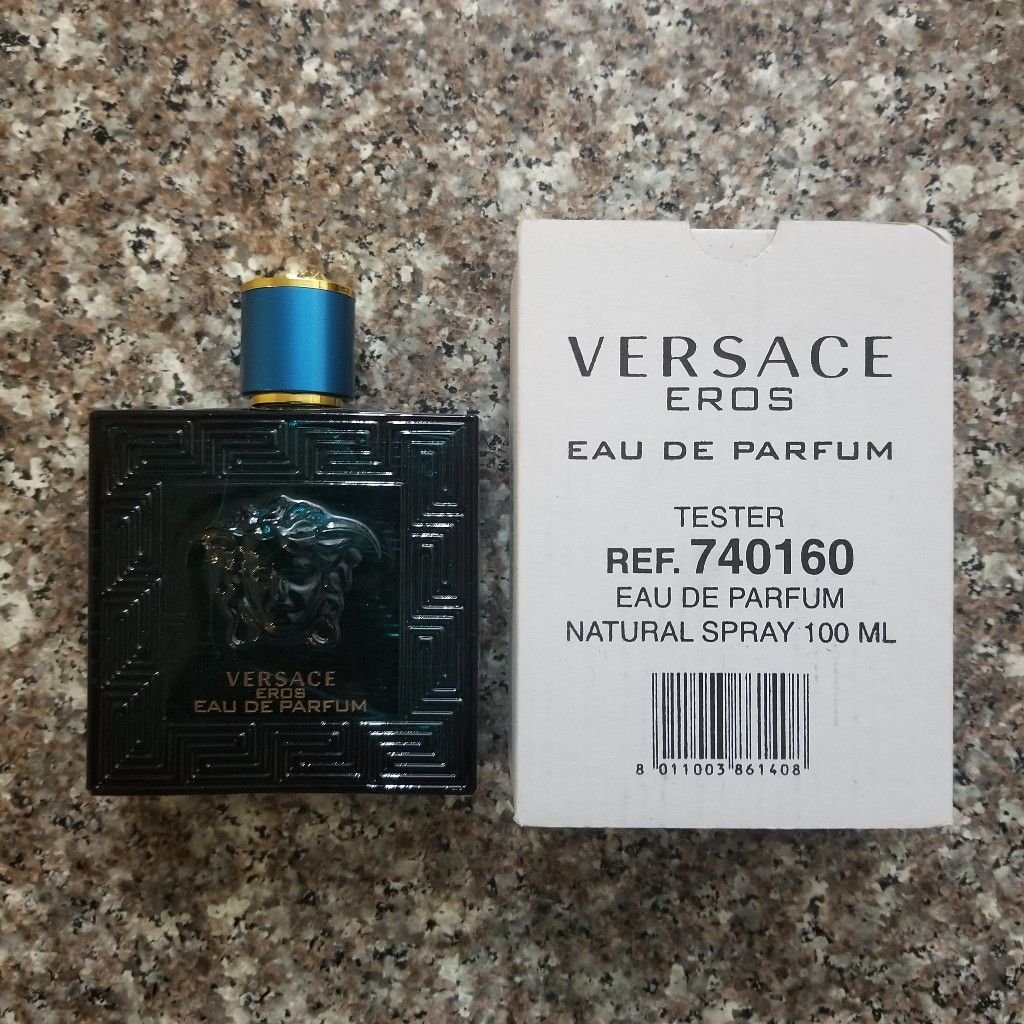 VERSACE
EROS
EAU DE PARFUM
VERSACE
EROS
EAU DE PARFUM
TESTER
REF. 740160
EAU DE PARFUM
NATURAL SPRAY 100 ML
8 011003 861408